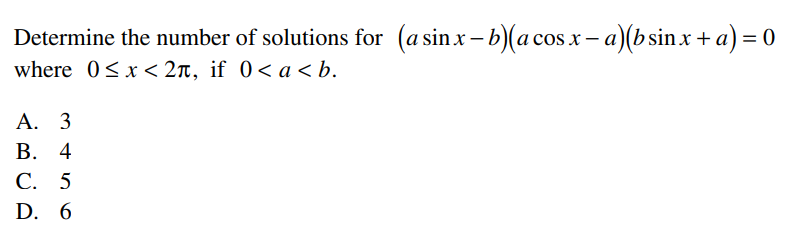 Determine the number of solutions for (a sin x – b)(a cos x – a)(b sin x + a) = 0
where 0 ≤ x < 2π, if 0 < a < b.
A. 3
B. 4
C. 5
D. 6